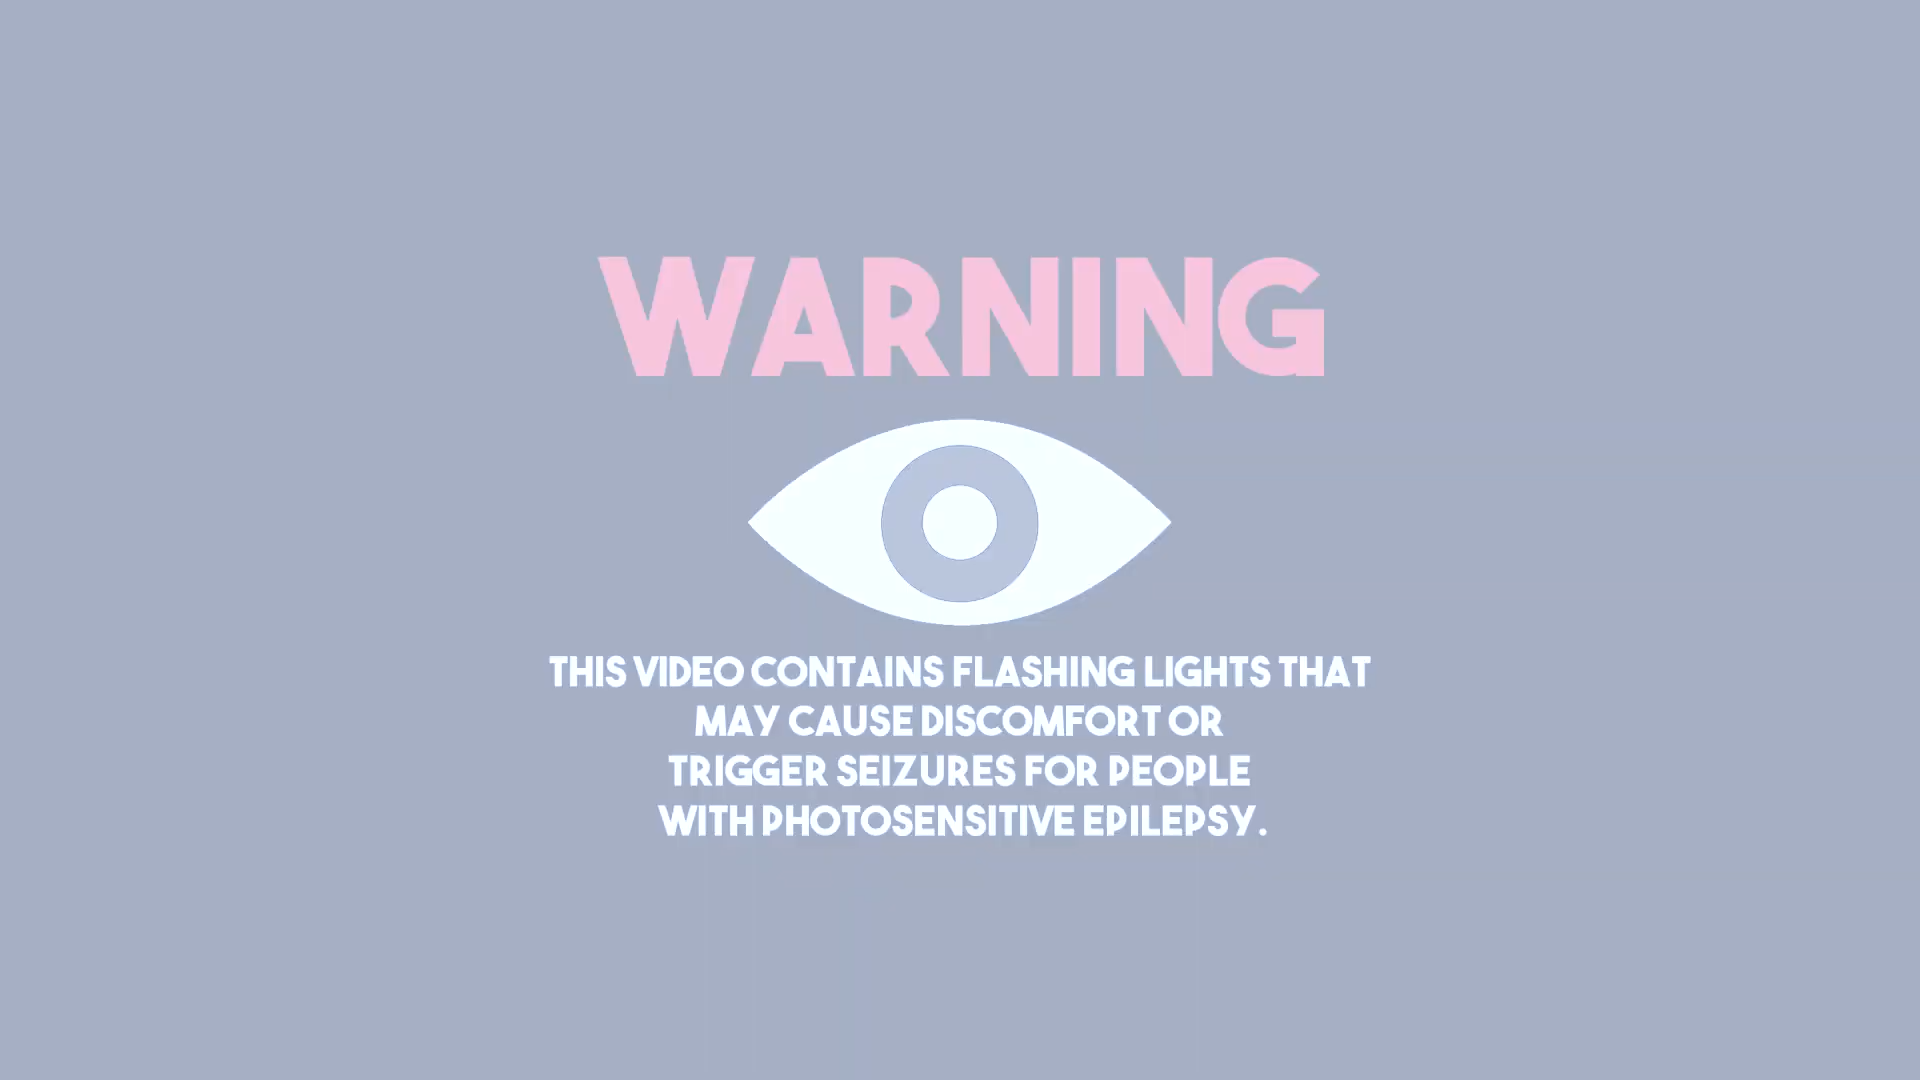 WARNING
THIS VIDEO CONTAINS FLASHING LIGHTS THAT
MAY CAUSE DISCOMFORT OR
TRIGGER SEIZURES FOR PEOPLE
WITH PHOTOSENSITIVE EPILEPSY.